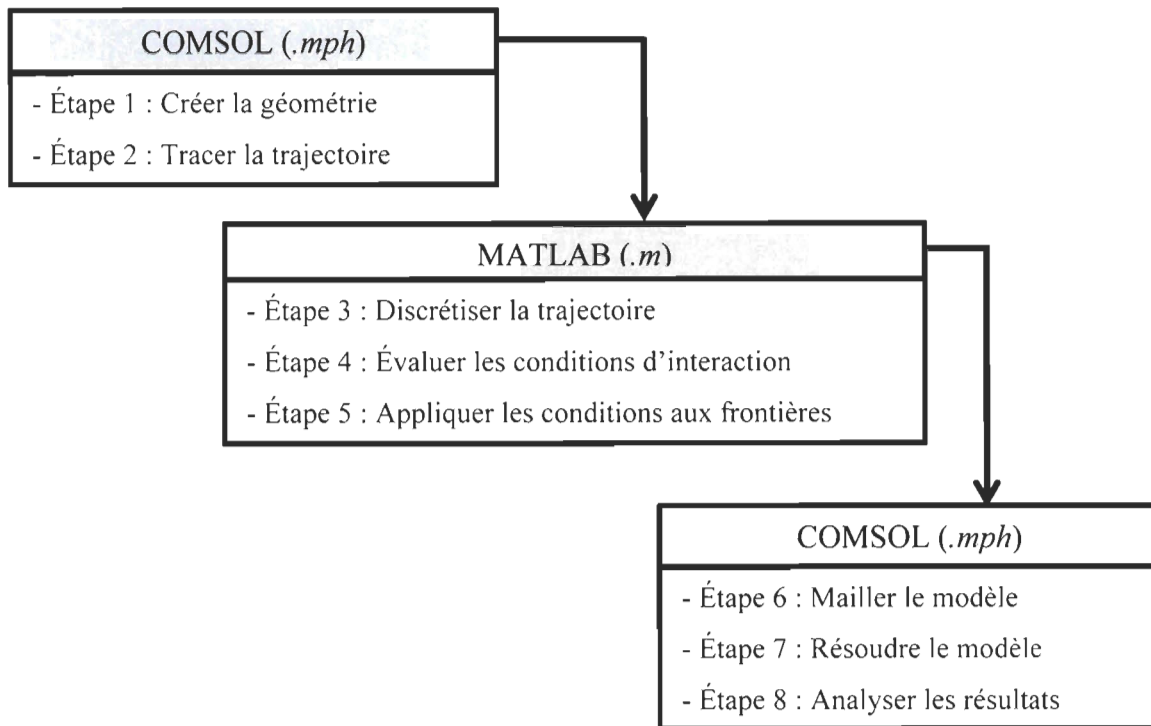 COMSOL (.mph)
- Étape 1 : Créer la géométrie
- Étape 2 : Tracer la trajectoire
MATLAB (.m)
- Étape 3 : Discrétiser la trajectoire
- Étape 4 : Évaluer les conditions d'interaction
- Étape 5 : Appliquer les conditions aux frontières
COMSOL (.mph)
- Étape 6 : Mailler le modèle
- Étape 7 : Résoudre le modèle
- Étape 8 : Analyser les résultats